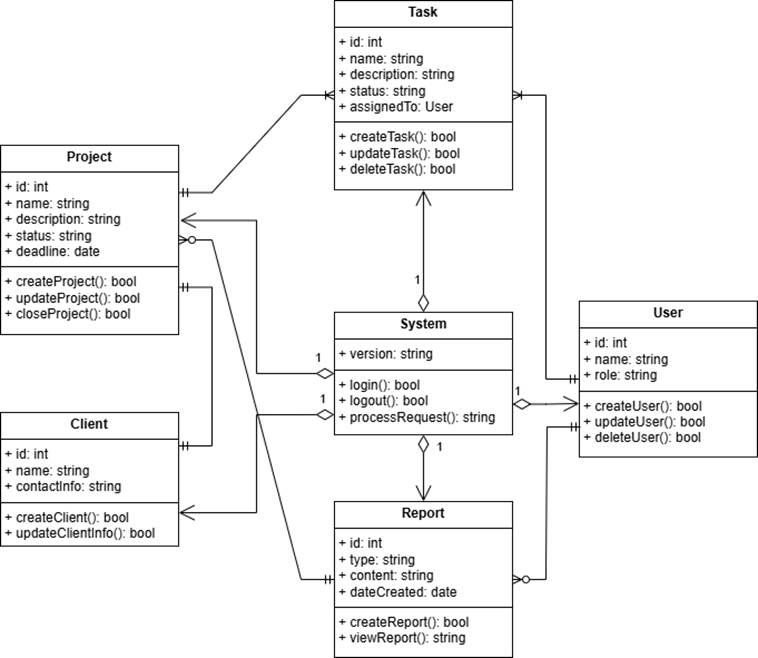 Task
+ id: int
+ name: string
+ description: string
+ status: string
+ assignedTo: User
+ createTask(): bool
+ updateTask(): bool
+ deleteTask(): bool
Project
+ id: int
+ name: string
+ description: string
+ status: string
+ deadline: date
+ createProject(): bool
+ updateProject(): bool
+ closeProject(): bool
1
System
+ version: string
+ login(): bool
+ logout(): bool
+ processRequest(): string
1
1
1
1
User
+ id: int
+ name: string
+ role: string
+ createUser(): bool
+ updateUser(): bool
+ deleteUser(): bool
Client
+ id: int
+ name: string
+ contactInfo: string
+ createClient(): bool
+ updateClientInfo(): bool
Report
+ id: int
+ type: string
+ content: string
+ dateCreated: date
+ createReport(): bool
+ viewReport(): string